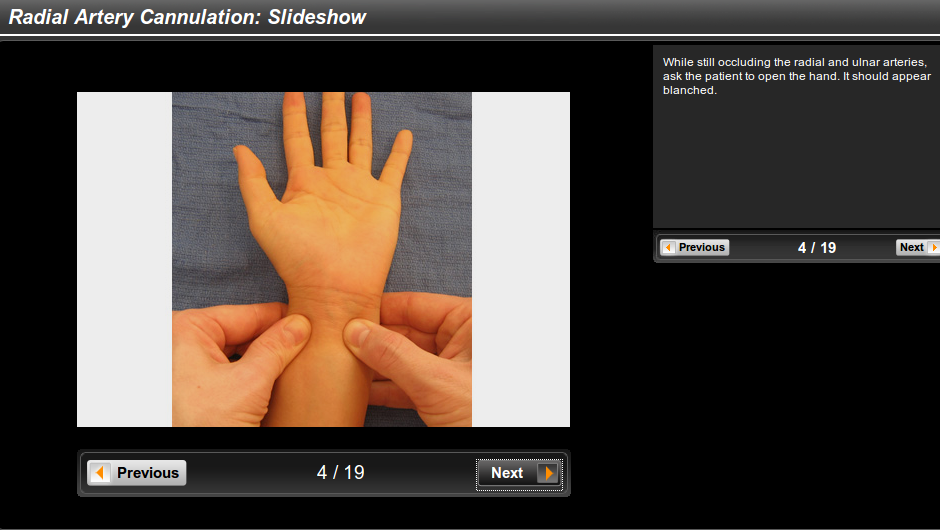 Radial Artery Cannulation: Slideshow
While still occluding the radial and ulnar arteries,
ask the patient to open the hand. It should appear
blanched.
Previous 4 / 19 Next
Previous 4 / 19 Next